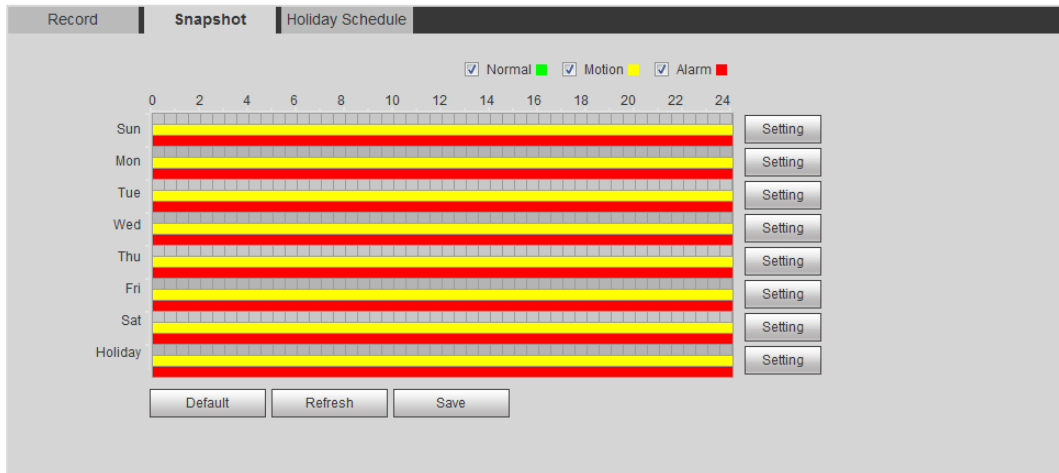 Record Snapshot Holiday Schedule
Normal Motion Alarm
0 2 4 6 8 10 12 14 16 18 20 22 24
Sun Setting
Mon Setting
Tue Setting
Wed Setting
Thu Setting
Fri Setting
Sat Setting
Holiday Setting
Default Refresh Save